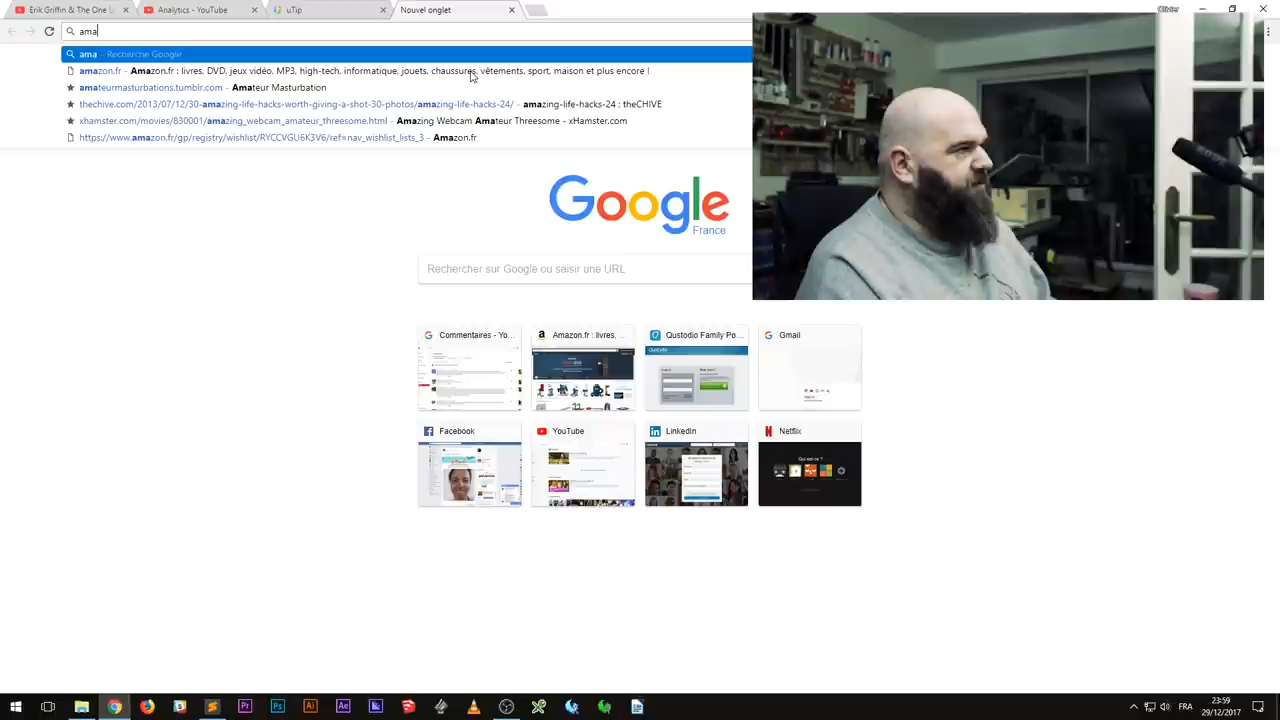 Erik Griffin & The One L
Analytics - YouTube
uTip
Nouvel onglet
Olivier
ama
ama - Recherche Google
amazon.fr - Amazon.fr : livres, DVD, jeux vidéo, MP3, high-tech, informatique, jouets, chaussures, vêtements, sport, maison et plus encore !
amateurmasturbations.tumblr.com - Amateur Masturbation
thechive.com/2013/07/12/30-amazing-life-hacks-worth-giving-a-shot-30-photos/amazing-life-hacks-24/ - amazing-life-hacks-24 : theCHIVE
xhamster.com/movies/830001/amazing_webcam_amateur_threesome.html - Amazing Webcam Amateur Threesome - xHamster.com
https://www.amazon.fr/gp/registry/wishlist/RYCCVGU6K3V6/ref=nav_wishlist_lists_3 - Amazon.fr
Google
France
Rechercher sur Google ou saisir une URL
Commentaires - Yo...
Amazon.fr : livres, ...
Qustodio Family Po...
Gmail
Facebook
YouTube
LinkedIn
Netflix
Qui est-ce ?
FRA
23:59
29/12/2017